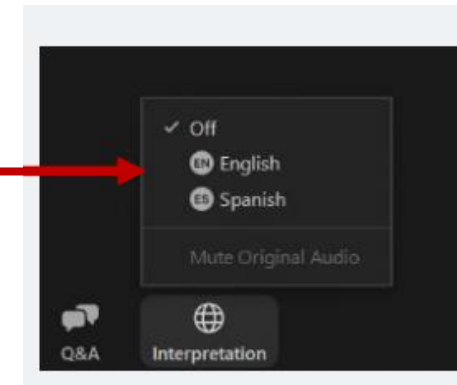 Off
EN English
ES Spanish
Mute Original Audio
Q&A
Interpretation